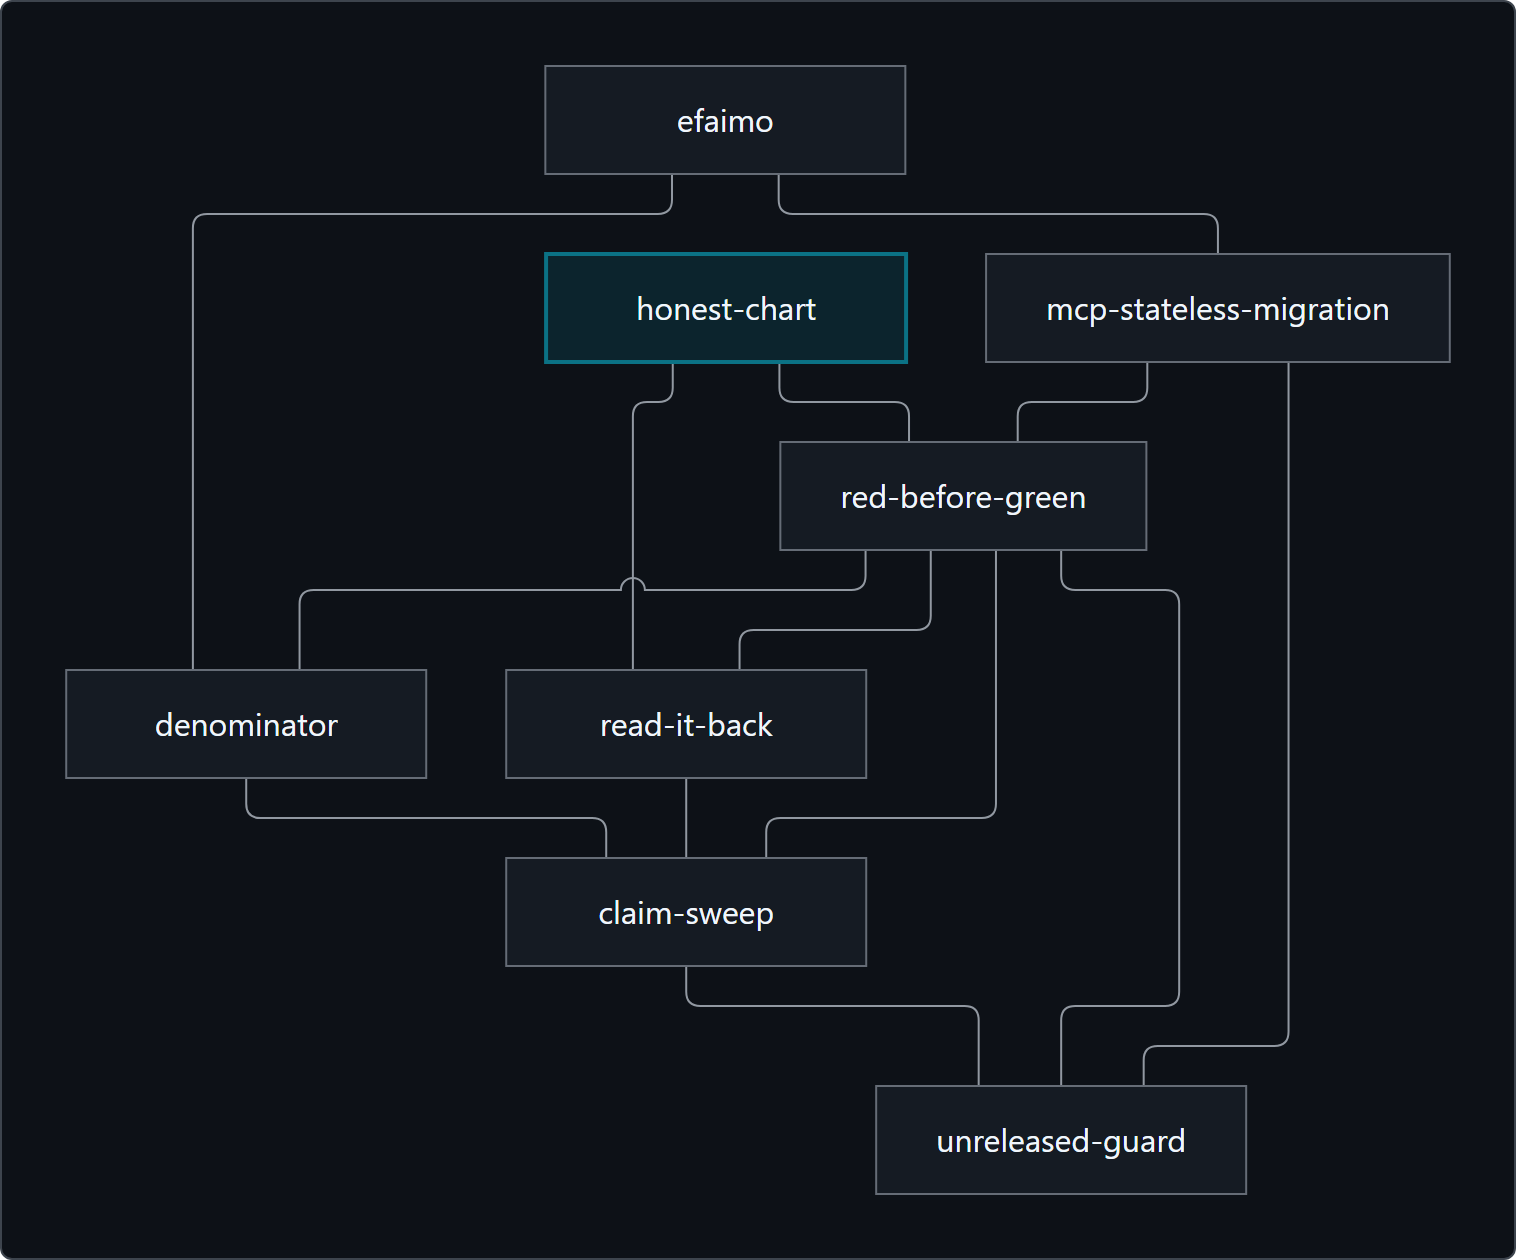 efaimo
honest-chart
mcp-stateless-migration
red-before-green
denominator
read-it-back
claim-sweep
unreleased-guard